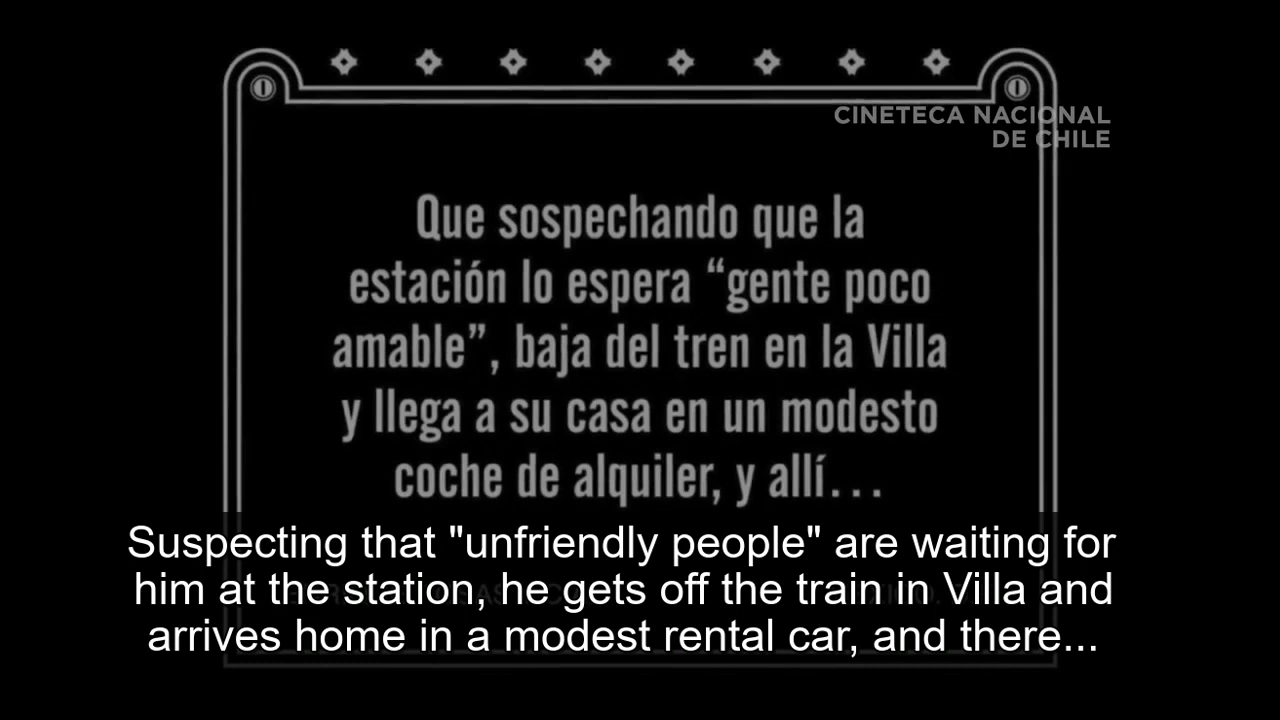 CINETECA NACIONAL
DE CHILE
Que sospechando que la
estación lo espera “gente poco
amable”, baja del tren en la Villa
y llega a su casa en un modesto
coche de alquiler, y allí...
Suspecting that "unfriendly people" are waiting for
him at the station, he gets off the train in Villa and
arrives home in a modest rental car, and there...